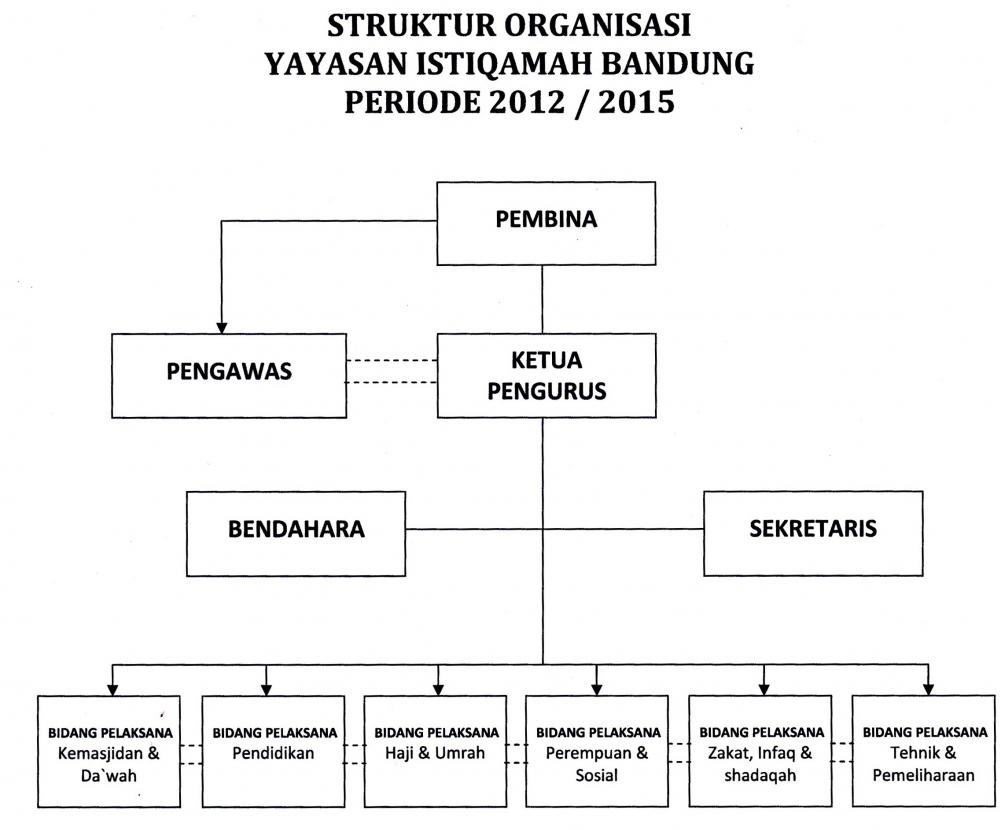 STRUKTUR ORGANISASI
YAYASAN ISTIQAMAH BANDUNG
PERIODE 2012 / 2015
PEMBINA
PENGAWAS
KETUA
PENGURUS
BENDAHARA
SEKRETARIS
BIDANG PELAKSANA
Kemasjidan &
Da`wah
BIDANG PELAKSANA
Pendidikan
BIDANG PELAKSANA
Haji & Umrah
BIDANG PELAKSANA
Perempuan &
Sosial
BIDANG PELAKSANA
Zakat, Infaq &
shadaqah
BIDANG PELAKSANA
Tehnik &
Pemeliharaan